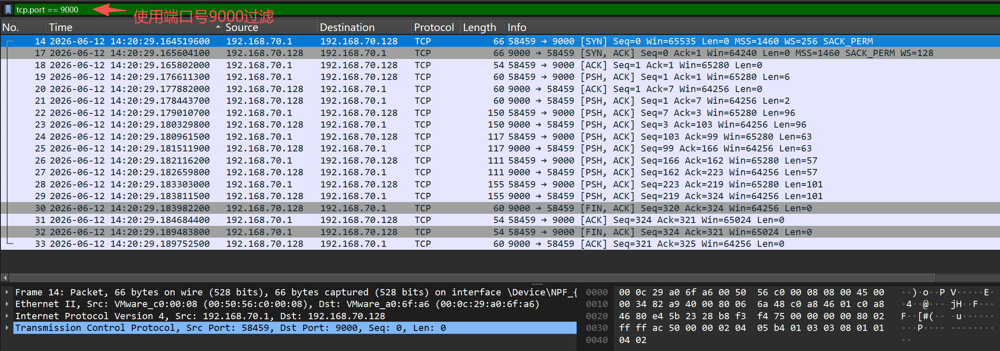 tcp.port == 9000
使用端口号9000过滤
No. Time Source Destination Protocol Length Info
14 2026-06-12 14:20:29.164519600 192.168.70.1 192.168.70.128 TCP 66 58459 → 9000 [SYN] Seq=0 Win=65535 Len=0 MSS=1460 WS=256 SACK_PERM
17 2026-06-12 14:20:29.165604100 192.168.70.128 192.168.70.1 TCP 66 9000 → 58459 [SYN, ACK] Seq=0 Ack=1 Win=64240 Len=0 MSS=1460 SACK_PERM WS=128
18 2026-06-12 14:20:29.165802000 192.168.70.1 192.168.70.128 TCP 54 58459 → 9000 [ACK] Seq=1 Ack=1 Win=65280 Len=0
19 2026-06-12 14:20:29.176611300 192.168.70.1 192.168.70.128 TCP 60 58459 → 9000 [PSH, ACK] Seq=1 Ack=1 Win=65280 Len=6
20 2026-06-12 14:20:29.177882000 192.168.70.128 192.168.70.1 TCP 60 9000 → 58459 [ACK] Seq=1 Ack=7 Win=64256 Len=0
21 2026-06-12 14:20:29.178443700 192.168.70.128 192.168.70.1 TCP 60 9000 → 58459 [PSH, ACK] Seq=1 Ack=7 Win=64256 Len=2
22 2026-06-12 14:20:29.179010700 192.168.70.1 192.168.70.128 TCP 150 58459 → 9000 [PSH, ACK] Seq=7 Ack=3 Win=65280 Len=96
23 2026-06-12 14:20:29.180329800 192.168.70.128 192.168.70.1 TCP 150 9000 → 58459 [PSH, ACK] Seq=3 Ack=103 Win=64256 Len=96
24 2026-06-12 14:20:29.180961500 192.168.70.1 192.168.70.128 TCP 117 58459 → 9000 [PSH, ACK] Seq=103 Ack=99 Win=65280 Len=63
25 2026-06-12 14:20:29.181511900 192.168.70.128 192.168.70.1 TCP 117 9000 → 58459 [PSH, ACK] Seq=99 Ack=166 Win=64256 Len=63
26 2026-06-12 14:20:29.182116200 192.168.70.1 192.168.70.128 TCP 111 58459 → 9000 [PSH, ACK] Seq=166 Ack=162 Win=65280 Len=57
27 2026-06-12 14:20:29.182659800 192.168.70.128 192.168.70.1 TCP 111 9000 → 58459 [PSH, ACK] Seq=162 Ack=223 Win=64256 Len=57
28 2026-06-12 14:20:29.183303000 192.168.70.1 192.168.70.128 TCP 155 58459 → 9000 [PSH, ACK] Seq=223 Ack=219 Win=65280 Len=101
29 2026-06-12 14:20:29.183811500 192.168.70.128 192.168.70.1 TCP 155 9000 → 58459 [PSH, ACK] Seq=219 Ack=324 Win=64256 Len=101
30 2026-06-12 14:20:29.183982200 192.168.70.128 192.168.70.1 TCP 60 9000 → 58459 [FIN, ACK] Seq=320 Ack=324 Win=64256 Len=0
31 2026-06-12 14:20:29.184684400 192.168.70.1 192.168.70.128 TCP 54 58459 → 9000 [ACK] Seq=324 Ack=321 Win=65024 Len=0
32 2026-06-12 14:20:29.189483800 192.168.70.1 192.168.70.128 TCP 54 58459 → 9000 [FIN, ACK] Seq=324 Ack=321 Win=65024 Len=0
33 2026-06-12 14:20:29.189752500 192.168.70.128 192.168.70.1 TCP 60 9000 → 58459 [ACK] Seq=321 Ack=325 Win=64256 Len=0
Frame 14: Packet, 66 bytes on wire (528 bits), 66 bytes captured (528 bits) on interface \Device\NPF_{
Ethernet II, Src: VMware_c0:00:08 (00:50:56:c0:00:08), Dst: VMware_a0:6f:a6 (00:0c:29:a0:6f:a6)
Internet Protocol Version 4, Src: 192.168.70.1, Dst: 192.168.70.128
Transmission Control Protocol, Src Port: 58459, Dst Port: 9000, Seq: 0, Len: 0
0000 00 0c 29 a0 6f a6 00 50 56 c0 00 08 08 00 45 00 ··)·o··P V·····E·
0010 00 34 82 a9 40 00 80 06 6a 48 c0 a8 46 01 c0 a8 ·4··@··· jH··F···
0020 46 80 e4 5b 23 28 b8 f3 f4 75 00 00 00 00 80 02 F··[#(·· ·u······
0030 ff ff ac 50 00 00 02 04 05 b4 01 03 03 08 01 01 ···P···· ········
0040 04 02 ··